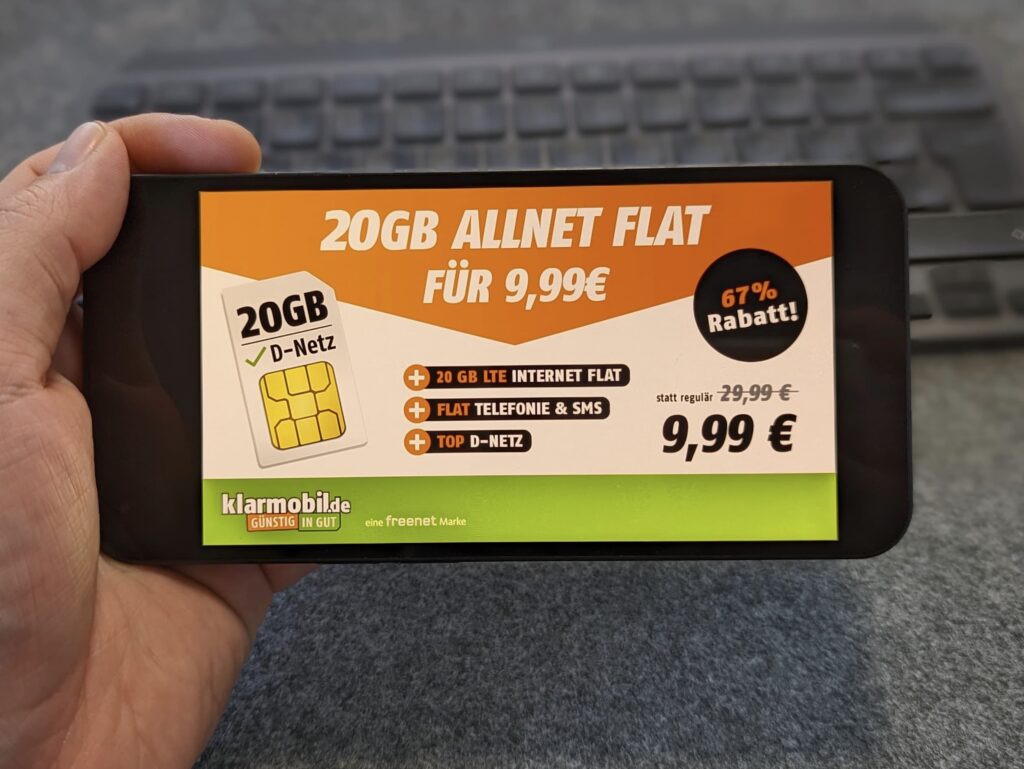 20GB ALLNET FLAT
FÜR 9,99€
67%
Rabatt!
20GB
D-Netz
20 GB LTE INTERNET FLAT
FLAT TELEFONIE & SMS
TOP D-NETZ
statt regulär 29,99 €
9,99 €
klarmobil.de
GÜNSTIG IN GUT
eine freenet Marke